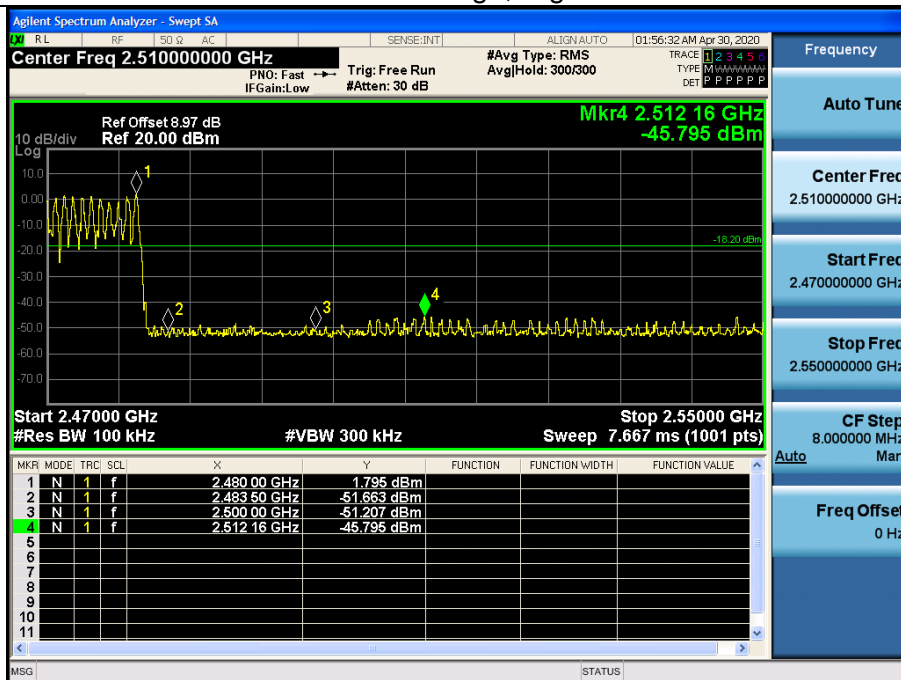 Agilent Spectrum Analyzer - Swept SA
LXI RL RF 50 Ω AC SENSE:INT ALIGN AUTO 01:56:32 AM Apr 30, 2020
Center Freq 2.510000000 GHz #Avg Type: RMS TRACE 1 2 3 4 5 6
PNO: Fast Trig: Free Run Avg|Hold: 300/300 TYPE M WWWWW
IFGain:Low #Atten: 30 dB DET P P P P P P
Mkr4 2.512 16 GHz
-45.795 dBm
Ref Offset 8.97 dB
10 dB/div Ref 20.00 dBm
Log
10.0
0.00
-10.0
-20.0
-30.0
-40.0
-50.0
-60.0
-70.0
1
2
3
4
-18.20 dBm
Start 2.47000 GHz Stop 2.55000 GHz
#Res BW 100 kHz #VBW 300 kHz Sweep 7.667 ms (1001 pts)
MKR MODE TRC SCL X Y FUNCTION FUNCTION WIDTH FUNCTION VALUE
1 N 1 f 2.480 00 GHz 1.795 dBm
2 N 1 f 2.483 50 GHz -51.663 dBm
3 N 1 f 2.500 00 GHz -51.207 dBm
4 N 1 f 2.512 16 GHz -45.795 dBm
5
6
7
8
9
10
11
MSG STATUS
Frequency
Auto Tune
Center Freq
2.510000000 GHz
Start Freq
2.470000000 GHz
Stop Freq
2.550000000 GHz
CF Step
8.000000 MHz
Auto Man
Freq Offset
0 Hz